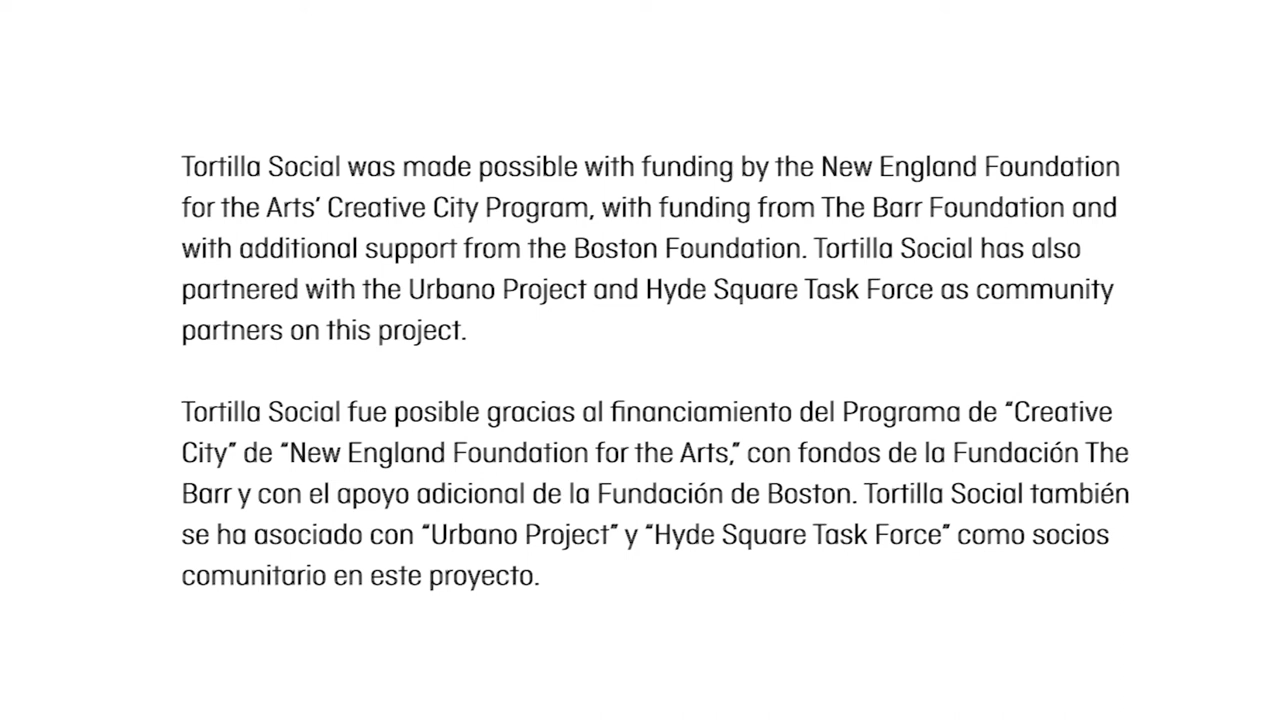 Tortilla Social was made possible with funding by the New England Foundation
for the Arts’ Creative City Program, with funding from The Barr Foundation and
with additional support from the Boston Foundation. Tortilla Social has also
partnered with the Urbano Project and Hyde Square Task Force as community
partners on this project.
Tortilla Social fue posible gracias al financiamiento del Programa de “Creative
City” de “New England Foundation for the Arts,” con fondos de la Fundación The
Barr y con el apoyo adicional de la Fundación de Boston. Tortilla Social también
se ha asociado con “Urbano Project” y “Hyde Square Task Force” como socios
comunitario en este proyecto.